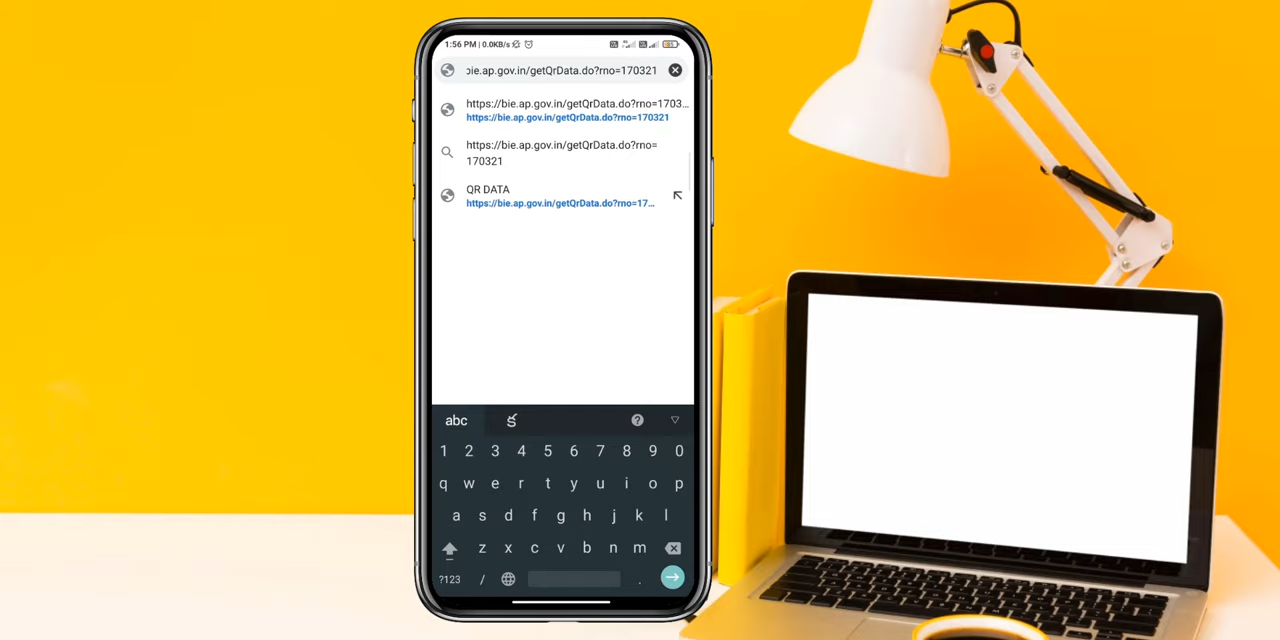 1:56 PM | 0.0KB/s
bie.ap.gov.in/getQrData.do?rno=170321
https://bie.ap.gov.in/getQrData.do?rno=1703...
https://bie.ap.gov.in/getQrData.do?rno=170321
https://bie.ap.gov.in/getQrData.do?rno=
170321
QR DATA
https://bie.ap.gov.in/getQrData.do?rno=17...
abc
1 2 3 4 5 6 7 8 9 0
q w e r t y u i o p
a s d f g h j k l
z x c v b n m
?123 / .